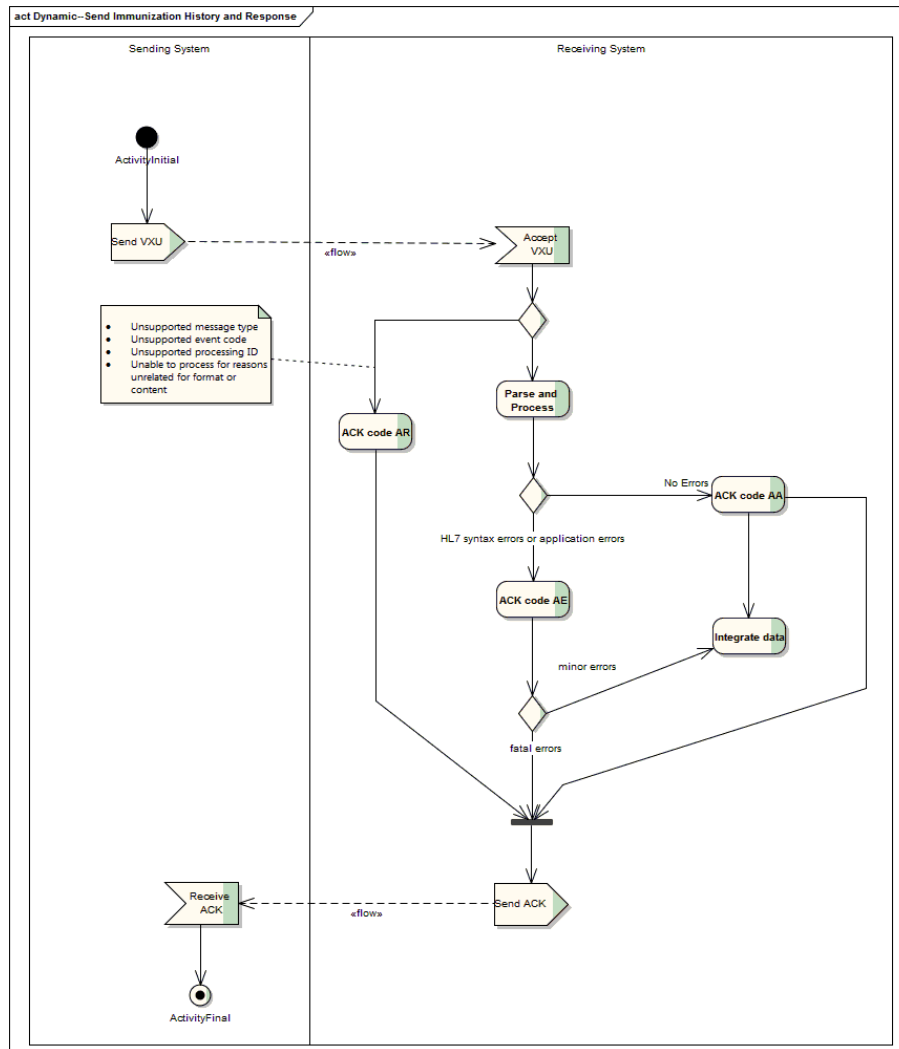 act Dynamic--Send Immunization History and Response
Sending System
Receiving System
ActivityInitial
Send VXU
«flow»
Accept
VXU
• Unsupported message type
• Unsupported event code
• Unsupported processing ID
• Unable to process for reasons
unrelated for format or
content
Parse and
Process
ACK code AR
No Errors
ACK code AA
HL7 syntax errors or application errors
ACK code AE
Integrate data
minor errors
fatal errors
Receive
ACK
«flow»
Send ACK
ActivityFinal